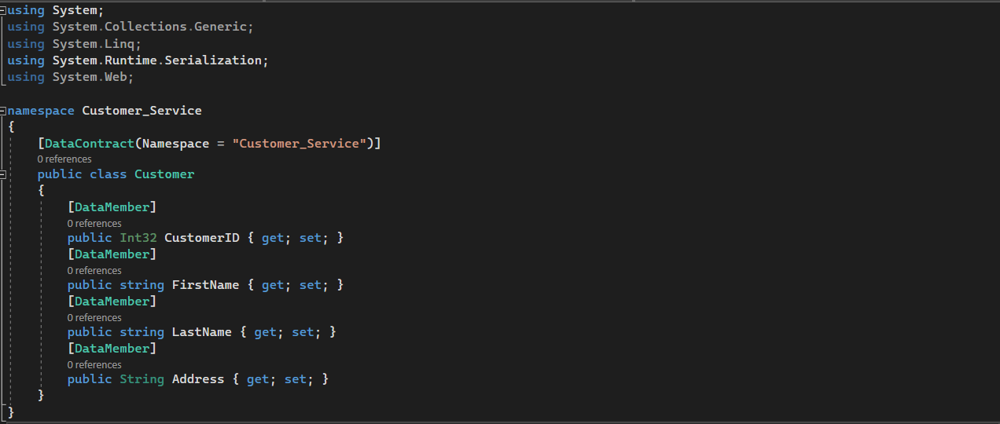 using System;
using System.Collections.Generic;
using System.Linq;
using System.Runtime.Serialization;
using System.Web;
namespace Customer_Service
{
[DataContract(Namespace = "Customer_Service")]
0 references
public class Customer
{
[DataMember]
0 references
public Int32 CustomerID { get; set; }
[DataMember]
0 references
public string FirstName { get; set; }
[DataMember]
0 references
public string LastName { get; set; }
[DataMember]
0 references
public String Address { get; set; }
}
}